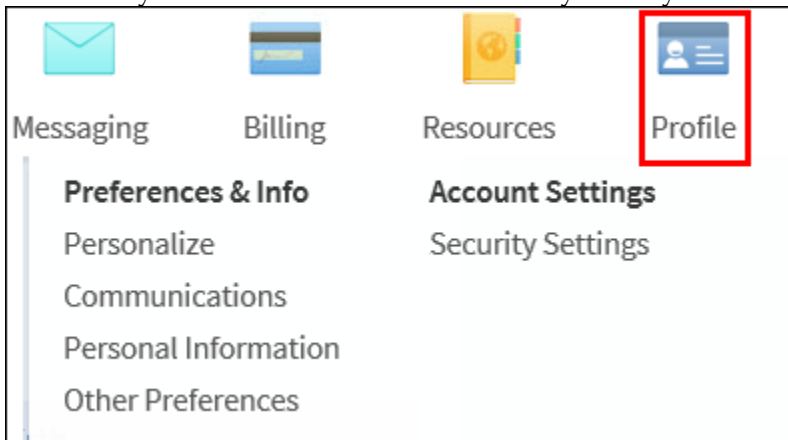 Messaging Billing Resources Profile
Preferences & Info Account Settings
Personalize Security Settings
Communications
Personal Information
Other Preferences